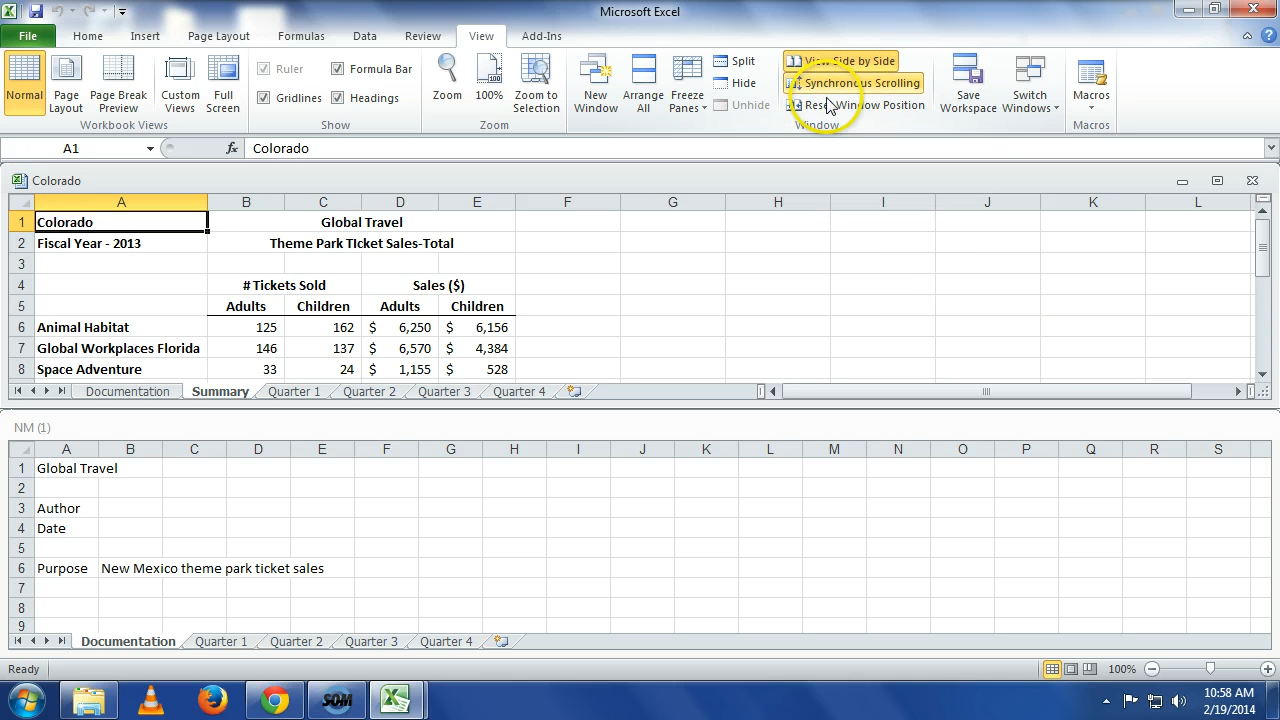 Microsoft Excel
File Home Insert Page Layout Formulas Data Review View Add-Ins
Normal Page Layout Page Break Preview Custom Views Full Screen
Workbook Views
Ruler Formula Bar
Gridlines Headings
Show
Zoom 100% Zoom to Selection
Zoom
New Window Arrange All Freeze Panes
Split
Hide
Unhide
View Side by Side
Synchronous Scrolling
Reset Window Position
Window
Save Workspace Switch Windows
Macros
Macros
A1 fx Colorado
Colorado
A B C D E F G H I J K L
1 Colorado Global Travel
2 Fiscal Year - 2013 Theme Park TIcket Sales-Total
3
4 # Tickets Sold Sales ($)
5 Adults Children Adults Children
6 Animal Habitat 125 162 $ 6,250 $ 6,156
7 Global Workplaces Florida 146 137 $ 6,570 $ 4,384
8 Space Adventure 33 24 $ 1,155 $ 528
Documentation Summary Quarter 1 Quarter 2 Quarter 3 Quarter 4
NM (1)
A B C D E F G H I J K L M N O P Q R S
1 Global Travel
2
3 Author
4 Date
5
6 Purpose New Mexico theme park ticket sales
7
8
9
Documentation Quarter 1 Quarter 2 Quarter 3 Quarter 4
Ready 100%
SOM
10:58 AM
2/19/2014